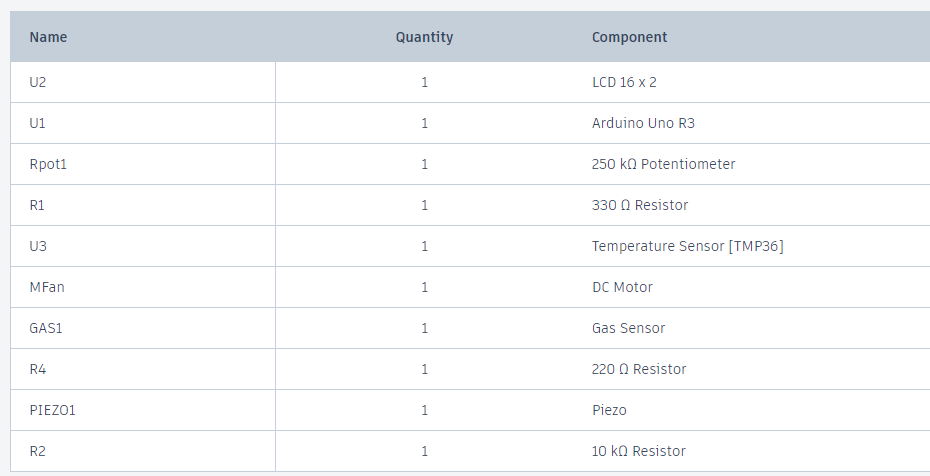 Name Quantity Component
U2 1 LCD 16 x 2
U1 1 Arduino Uno R3
Rpot1 1 250 kΩ Potentiometer
R1 1 330 Ω Resistor
U3 1 Temperature Sensor [TMP36]
MFan 1 DC Motor
GAS1 1 Gas Sensor
R4 1 220 Ω Resistor
PIEZO1 1 Piezo
R2 1 10 kΩ Resistor